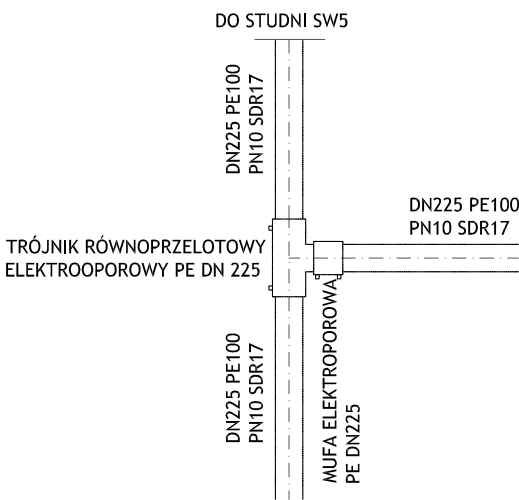 DO STUDNI SW5
DN225 PE100
PN10 SDR17
DN225 PE100
PN10 SDR17
TRÓJNIK RÓWNOPRZELOTOWY
ELEKTROOPOROWY PE DN 225
DN225 PE100
PN10 SDR17
MUFA ELEKTROPOROWA
PE DN225